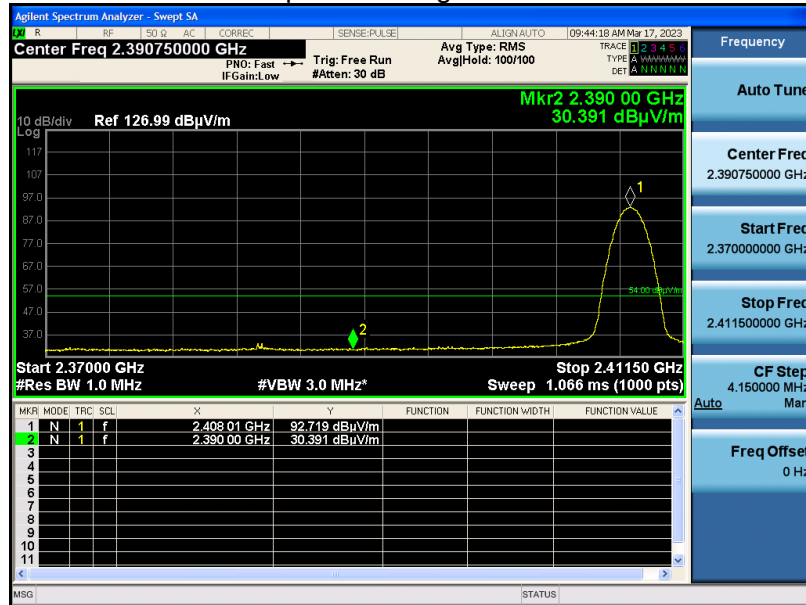 Agilent Spectrum Analyzer - Swept SA
LXI R RF 50 Ω AC CORREC SENSE:PULSE ALIGN AUTO 09:44:18 AM Mar 17, 2023
Center Freq 2.390750000 GHz
PNO: Fast
IFGain:Low
Trig: Free Run
#Atten: 30 dB
Avg Type: RMS
Avg|Hold: 100/100
TRACE 1 2 3 4 5 6
TYPE A WWWWW
DET A N N N N N
Mkr2 2.390 00 GHz
30.391 dBµV/m
10 dB/div Ref 126.99 dBµV/m
Log
117
107
97.0
87.0
77.0
67.0
57.0
47.0
37.0
1
54.00 dBµV/m
2
Start 2.37000 GHz Stop 2.41150 GHz
#Res BW 1.0 MHz #VBW 3.0 MHz* Sweep 1.066 ms (1000 pts)
MKR MODE TRC SCL X Y FUNCTION FUNCTION WIDTH FUNCTION VALUE
1 N 1 f 2.408 01 GHz 92.719 dBµV/m
2 N 1 f 2.390 00 GHz 30.391 dBµV/m
3
4
5
6
7
8
9
10
11
MSG STATUS
Frequency
Auto Tune
Center Freq
2.390750000 GHz
Start Freq
2.370000000 GHz
Stop Freq
2.411500000 GHz
CF Step
4.150000 MHz
Auto Man
Freq Offset
0 Hz